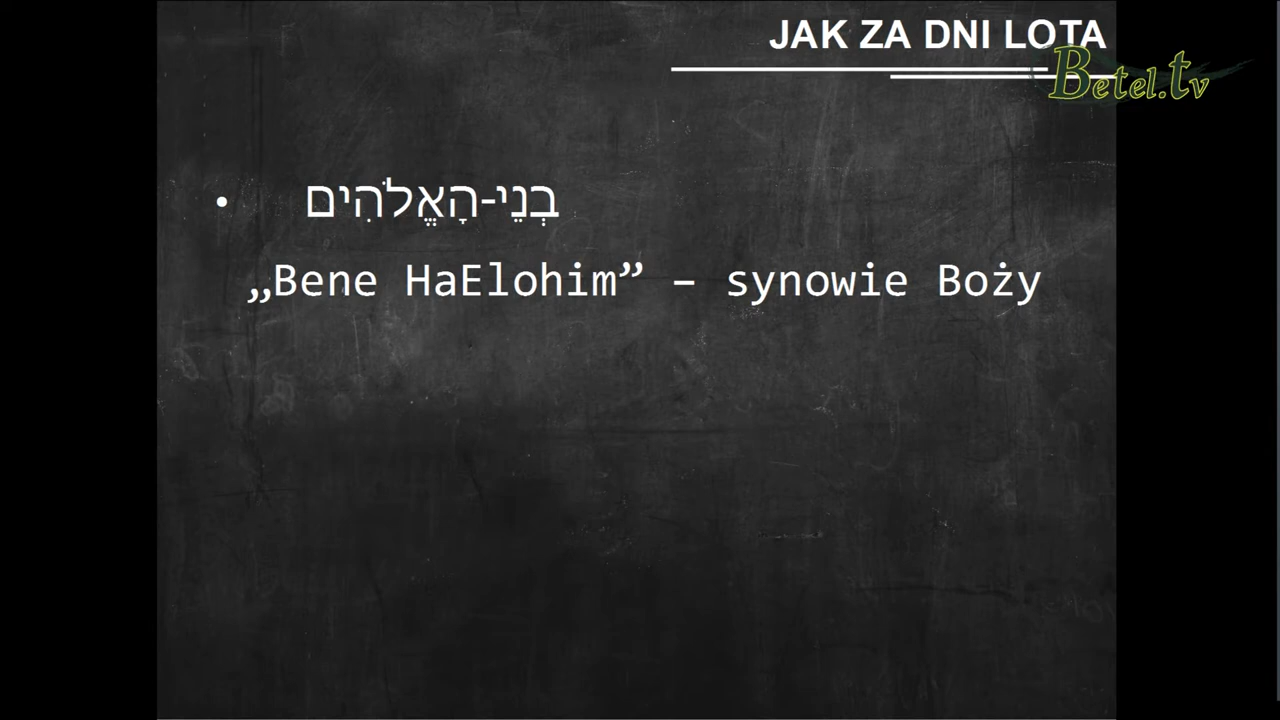 JAK ZA DNI LOTA
Betel.tv
• בְנֵי-הָאֱלֹהִים
„Bene HaElohim” – synowie Boży